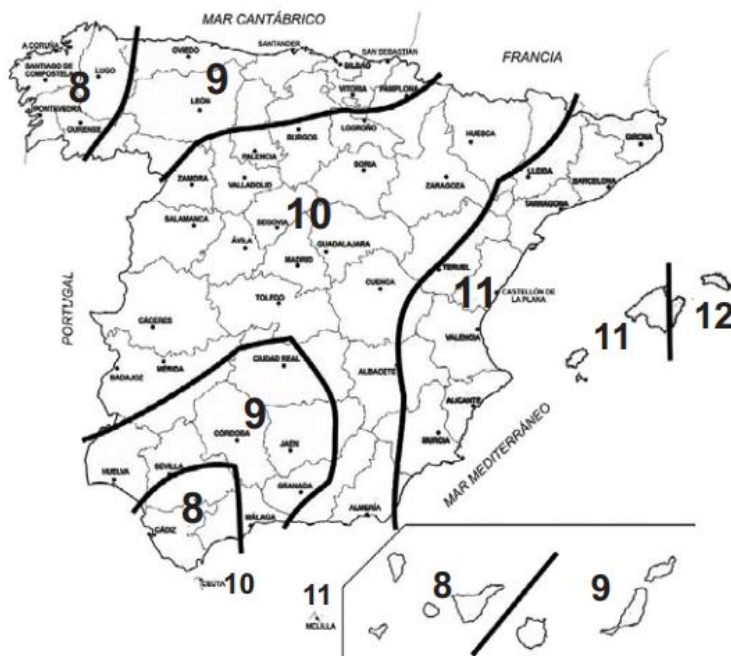 MAR CANTÁBRICO
A CORUÑA
OVIEDO
SANTANDER
SAN SEBASTIÁN
FRANCIA
SANTIAGO DE
COMPOSTELA
LUGO
8
9
BILBAO
VITORIA
PAMPLONA
PONTEVEDRA
LEÓN
OURENSE
BURGOS
LOGROÑO
HUESCA
GIRONA
PALENCIA
ZAMORA
VALLADOLID
SORIA
ZARAGOZA
LLEIDA
BARCELONA
TARRAGONA
SALAMANCA
SEGOVIA
10
ÁVILA
GUADALAJARA
MADRID
TERUEL
PORTUGAL
TOLEDO
CUENCA
11
CASTELLÓN DE
LA PLANA
12
CÁCERES
VALENCIA
11
BADAJOZ
MÉRIDA
CIUDAD REAL
ALBACETE
ALICANTE
9
CÓRDOBA
JAÉN
MURCIA
MAR MEDITERRÁNEO
HUELVA
SEVILLA
GRANADA
8
CÁDIZ
MÁLAGA
ALMERÍA
CEUTA
10
11
MELILLA
8
9